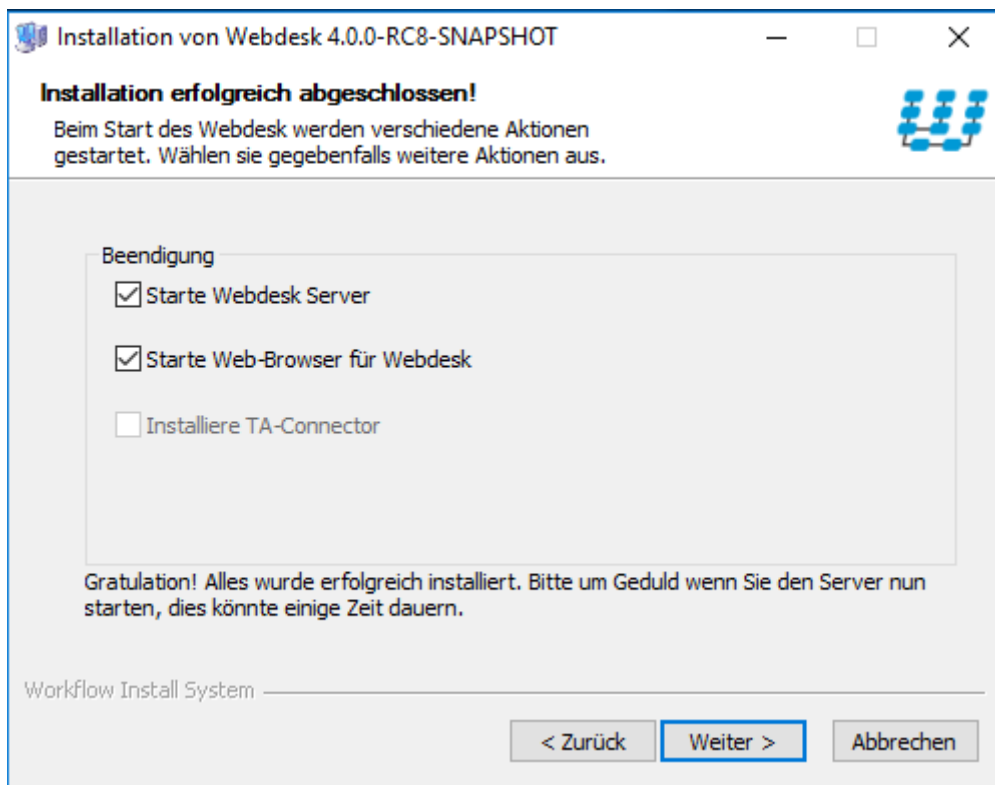 Installation von Webdesk 4.0.0-RC8-SNAPSHOT
Installation erfolgreich abgeschlossen!
Beim Start des Webdesk werden verschiedene Aktionen
gestartet. Wählen sie gegebenfalls weitere Aktionen aus.
Beendigung
Starte Webdesk Server
Starte Web-Browser für Webdesk
Installiere TA-Connector
Gratulation! Alles wurde erfolgreich installiert. Bitte um Geduld wenn Sie den Server nun
starten, dies könnte einige Zeit dauern.
Workflow Install System
< Zurück Weiter > Abbrechen